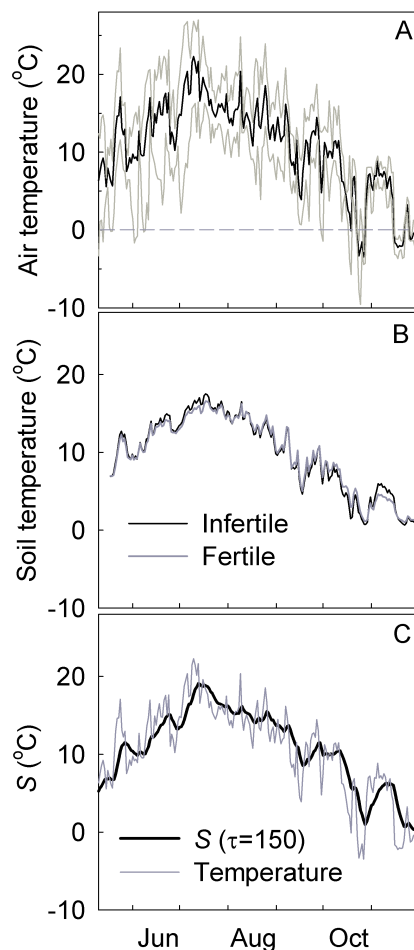 A
Air temperature (°C)
20
10
0
-10
B
Soil temperature (°C)
20
10
0
-10
Infertile
Fertile
C
S (°C)
20
10
0
-10
S (τ=150)
Temperature
Jun Aug Oct